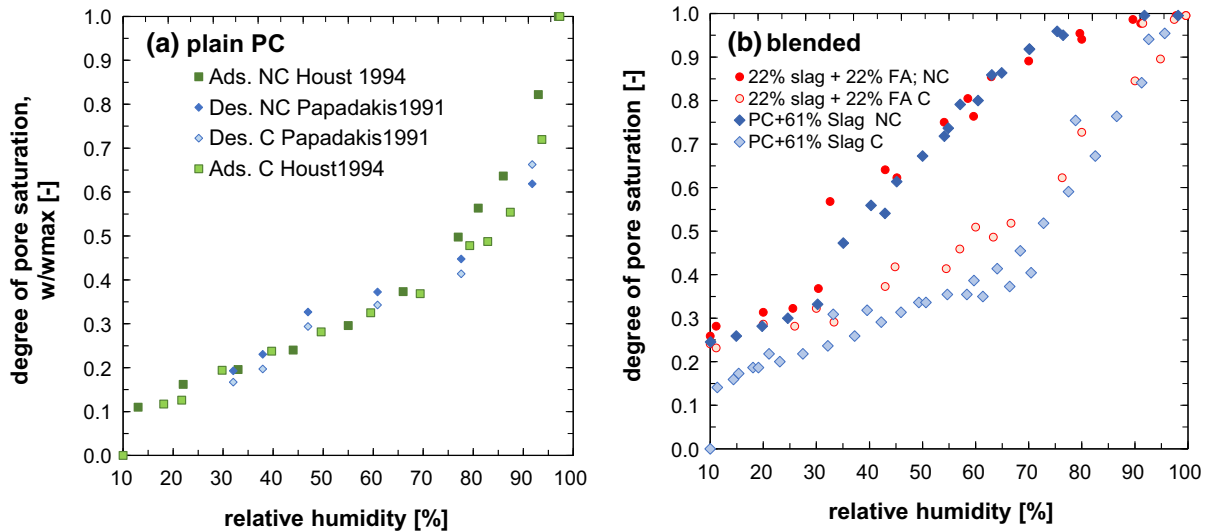 (a) plain PC
Ads. NC Houst 1994
Des. NC Papadakis1991
Des. C Papadakis1991
Ads. C Houst1994
degree of pore saturation,
w/wmax [-]
1.0
0.9
0.8
0.7
0.6
0.5
0.4
0.3
0.2
0.1
0.0
10 20 30 40 50 60 70 80 90 100
relative humidity [%]
(b) blended
22% slag + 22% FA; NC
22% slag + 22% FA C
PC+61% Slag NC
PC+61% Slag C
degree of pore saturation [-]
1.0
0.9
0.8
0.7
0.6
0.5
0.4
0.3
0.2
0.1
0.0
10 20 30 40 50 60 70 80 90 100
relative humidity [%]